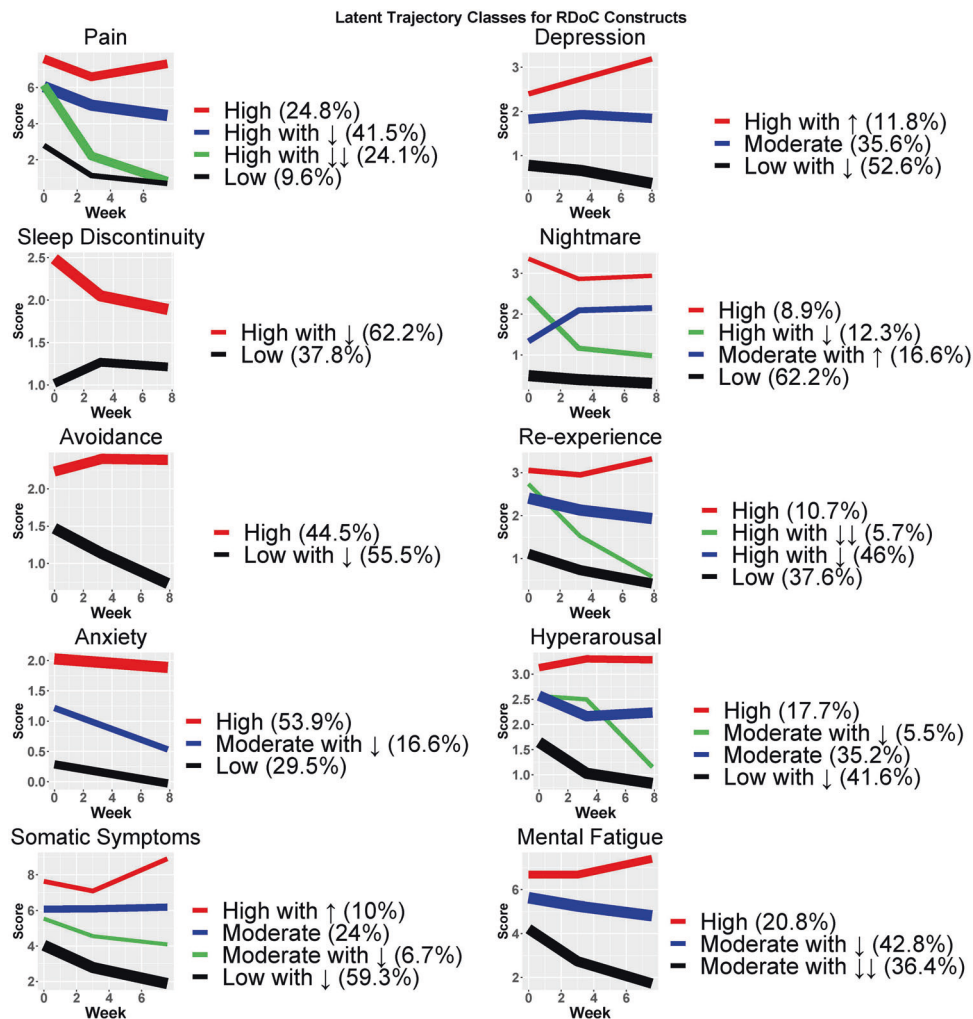 Latent Trajectory Classes for RDoC Constructs
Pain
Score
6
4
2
0 2 4 6
Week
High (24.8%)
High with ↓ (41.5%)
High with ↓↓ (24.1%)
Low (9.6%)
Depression
Score
3
2
1
0 2 4 6 8
Week
High with ↑ (11.8%)
Moderate (35.6%)
Low with ↓ (52.6%)
Sleep Discontinuity
Score
2.5
2.0
1.5
1.0
0 2 4 6 8
Week
High with ↓ (62.2%)
Low (37.8%)
Nightmare
Score
3
2
1
0 2 4 6 8
Week
High (8.9%)
High with ↓ (12.3%)
Moderate with ↑ (16.6%)
Low (62.2%)
Avoidance
Score
2.0
1.5
1.0
0 2 4 6 8
Week
High (44.5%)
Low with ↓ (55.5%)
Re-experience
Score
3
2
1
0 2 4 6 8
Week
High (10.7%)
High with ↓↓ (5.7%)
High with ↓ (46%)
Low (37.6%)
Anxiety
Score
2.0
1.5
1.0
0.5
0.0
0 2 4 6 8
Week
High (53.9%)
Moderate with ↓ (16.6%)
Low (29.5%)
Hyperarousal
Score
3.0
2.5
2.0
1.5
1.0
0 2 4 6 8
Week
High (17.7%)
Moderate with ↓ (5.5%)
Moderate (35.2%)
Low with ↓ (41.6%)
Somatic Symptoms
Score
8
6
4
2
0 2 4 6
Week
High with ↑ (10%)
Moderate (24%)
Moderate with ↓ (6.7%)
Low with ↓ (59.3%)
Mental Fatigue
Score
6
4
2
0 2 4 6
Week
High (20.8%)
Moderate with ↓ (42.8%)
Moderate with ↓↓ (36.4%)